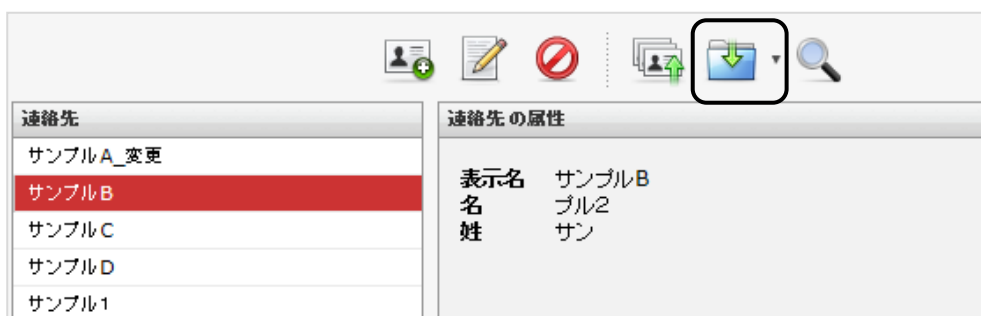 連絡先
サンプルA_変更
サンプルB
サンプルC
サンプルD
サンプル1
連絡先の属性
表示名 サンプルB
名 プル2
姓 サン